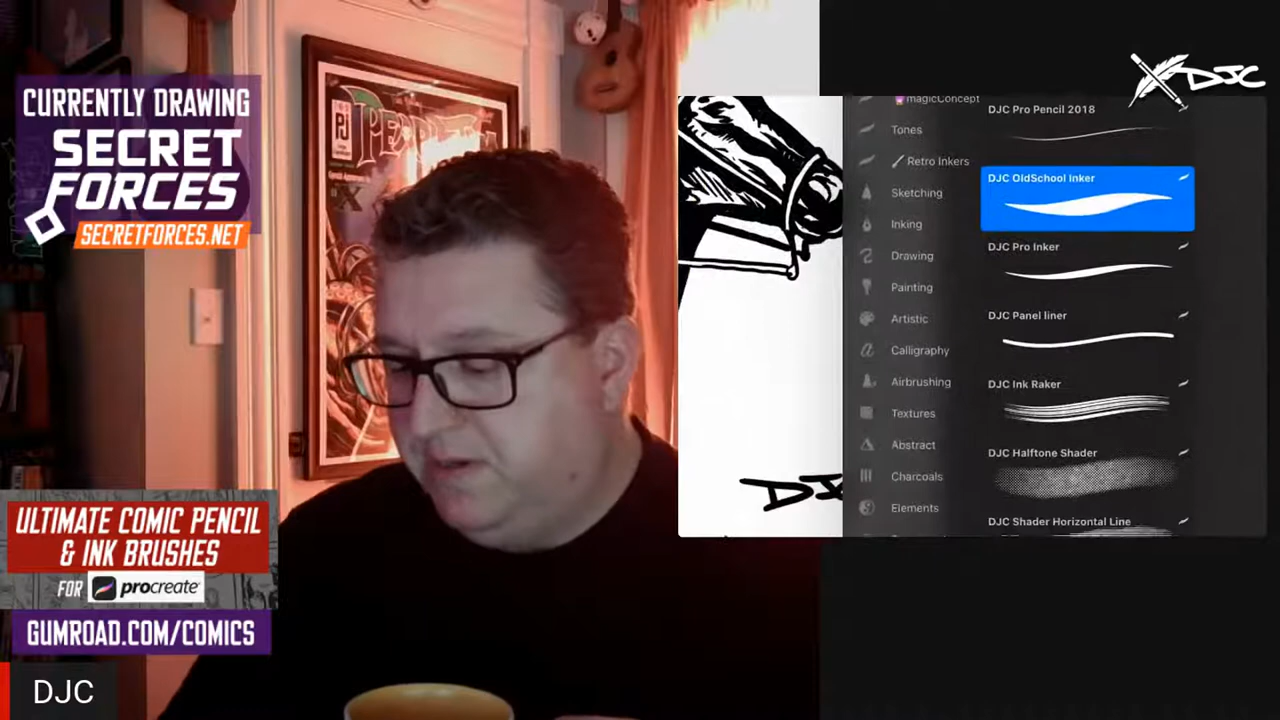 CURRENTLY DRAWING
SECRET
FORCES
SECRETFORCES.NET
ULTIMATE COMIC PENCIL
& INK BRUSHES
FOR procreate
GUMROAD.COM/COMICS
DJC
DJC
magicConcept
Tones
Retro Inkers
Sketching
Inking
Drawing
Painting
Artistic
Calligraphy
Airbrushing
Textures
Abstract
Charcoals
Elements
DJC Pro Pencil 2018
DJC OldSchool Inker
DJC Pro Inker
DJC Panel liner
DJC Ink Raker
DJC Halftone Shader
DJC Shader Horizontal Line